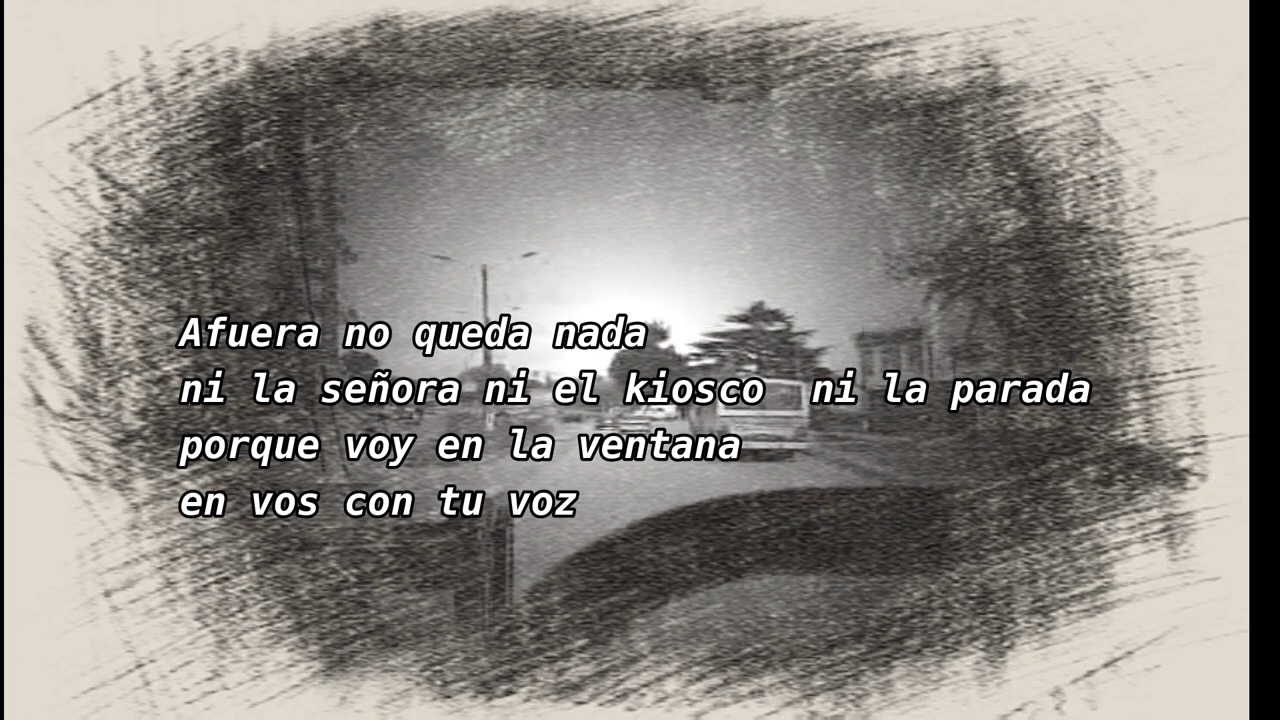 Afuera no queda nada
ni la señora ni el kiosco  ni la parada
porque voy en la ventana
en vos con tu voz